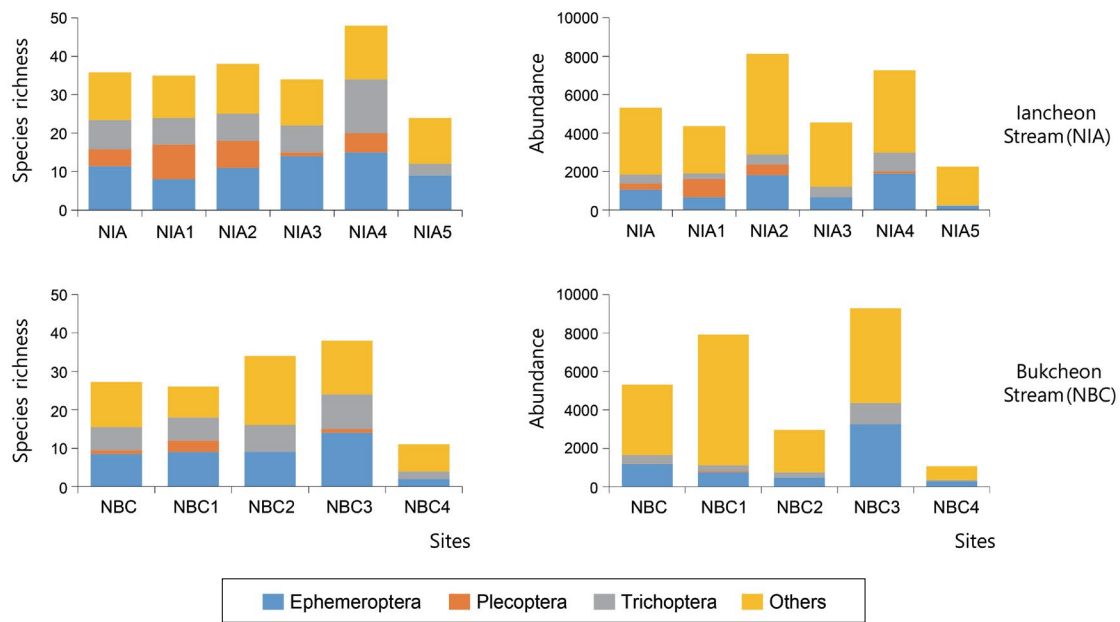 Species richness
50
40
30
20
10
0
NIA NIA1 NIA2 NIA3 NIA4 NIA5
Abundance
10000
8000
6000
4000
2000
0
NIA NIA1 NIA2 NIA3 NIA4 NIA5
Iancheon
Stream (NIA)
Species richness
50
40
30
20
10
0
NBC NBC1 NBC2 NBC3 NBC4
Sites
Abundance
10000
8000
6000
4000
2000
0
NBC NBC1 NBC2 NBC3 NBC4
Sites
Bukcheon
Stream (NBC)
Ephemeroptera Plecoptera Trichoptera Others